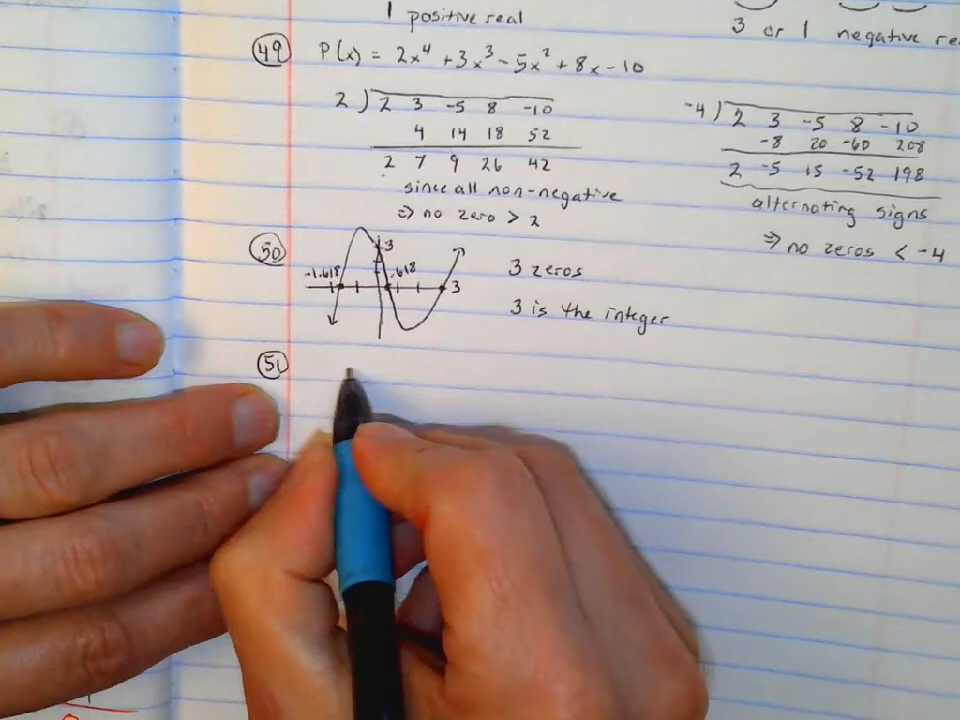 1 positive real
3 or 1 negative re
49 P(x) = 2x⁴ + 3x³ - 5x² + 8x - 10
2 ) 2 3 -5 8 -10
4 14 18 52
2 7 9 26 42
since all non-negative
⇒ no zero > 2
-4 ) 2 3 -5 8 -10
-8 20 -60 208
2 -5 15 -52 198
alternating signs
⇒ no zeros < -4
50
3
-1.618
.618
3
3 zeros
3 is the integer
51